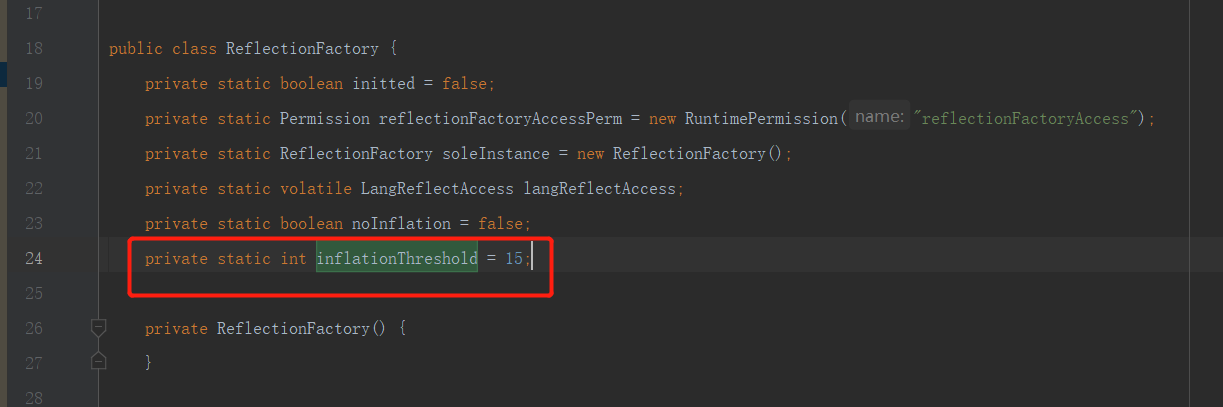 17
18 public class ReflectionFactory {
19 private static boolean initted = false;
20 private static Permission reflectionFactoryAccessPerm = new RuntimePermission( name: "reflectionFactoryAccess");
21 private static ReflectionFactory soleInstance = new ReflectionFactory();
22 private static volatile LangReflectAccess langReflectAccess;
23 private static boolean noInflation = false;
24 private static int inflationThreshold = 15;
25
26 private ReflectionFactory() {
27 }
28